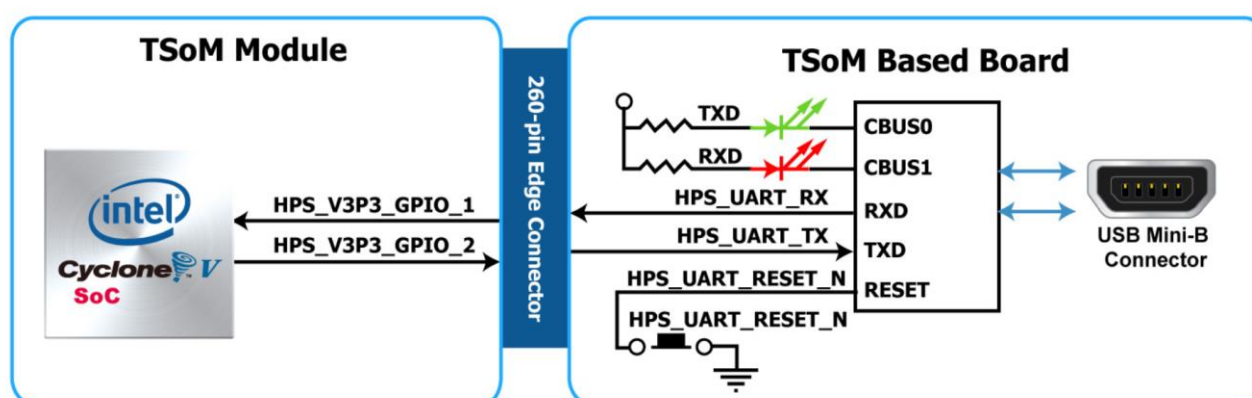 TSoM Module
intel
Cyclone V
SoC
HPS_V3P3_GPIO_1
HPS_V3P3_GPIO_2
260-pin Edge Connector
TSoM Based Board
TXD
RXD
HPS_UART_RX
HPS_UART_TX
HPS_UART_RESET_N
HPS_UART_RESET_N
CBUS0
CBUS1
RXD
TXD
RESET
USB Mini-B
Connector